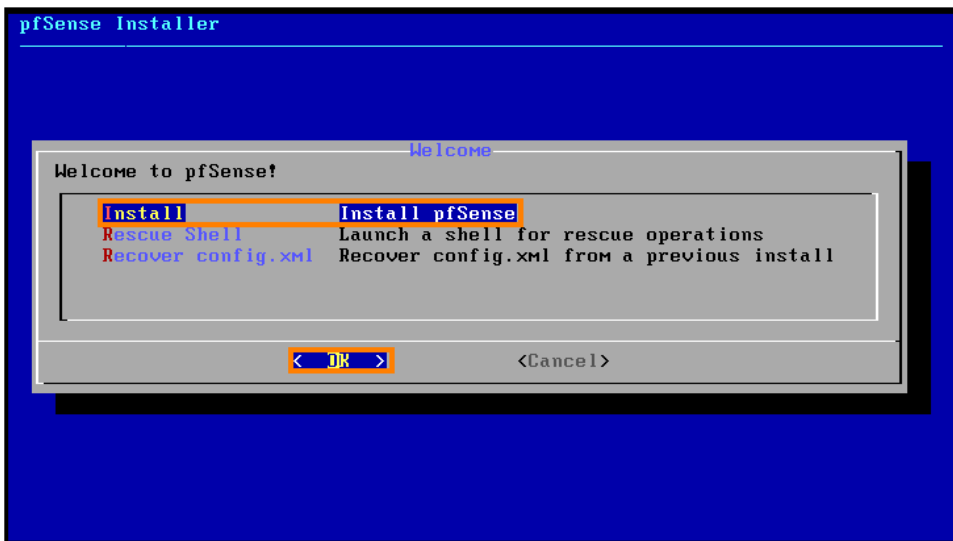 pfSense Installer
Welcome
Welcome to pfSense!
Install Install pfSense
Rescue Shell Launch a shell for rescue operations
Recover config.xml Recover config.xml from a previous install
< OK > <Cancel>